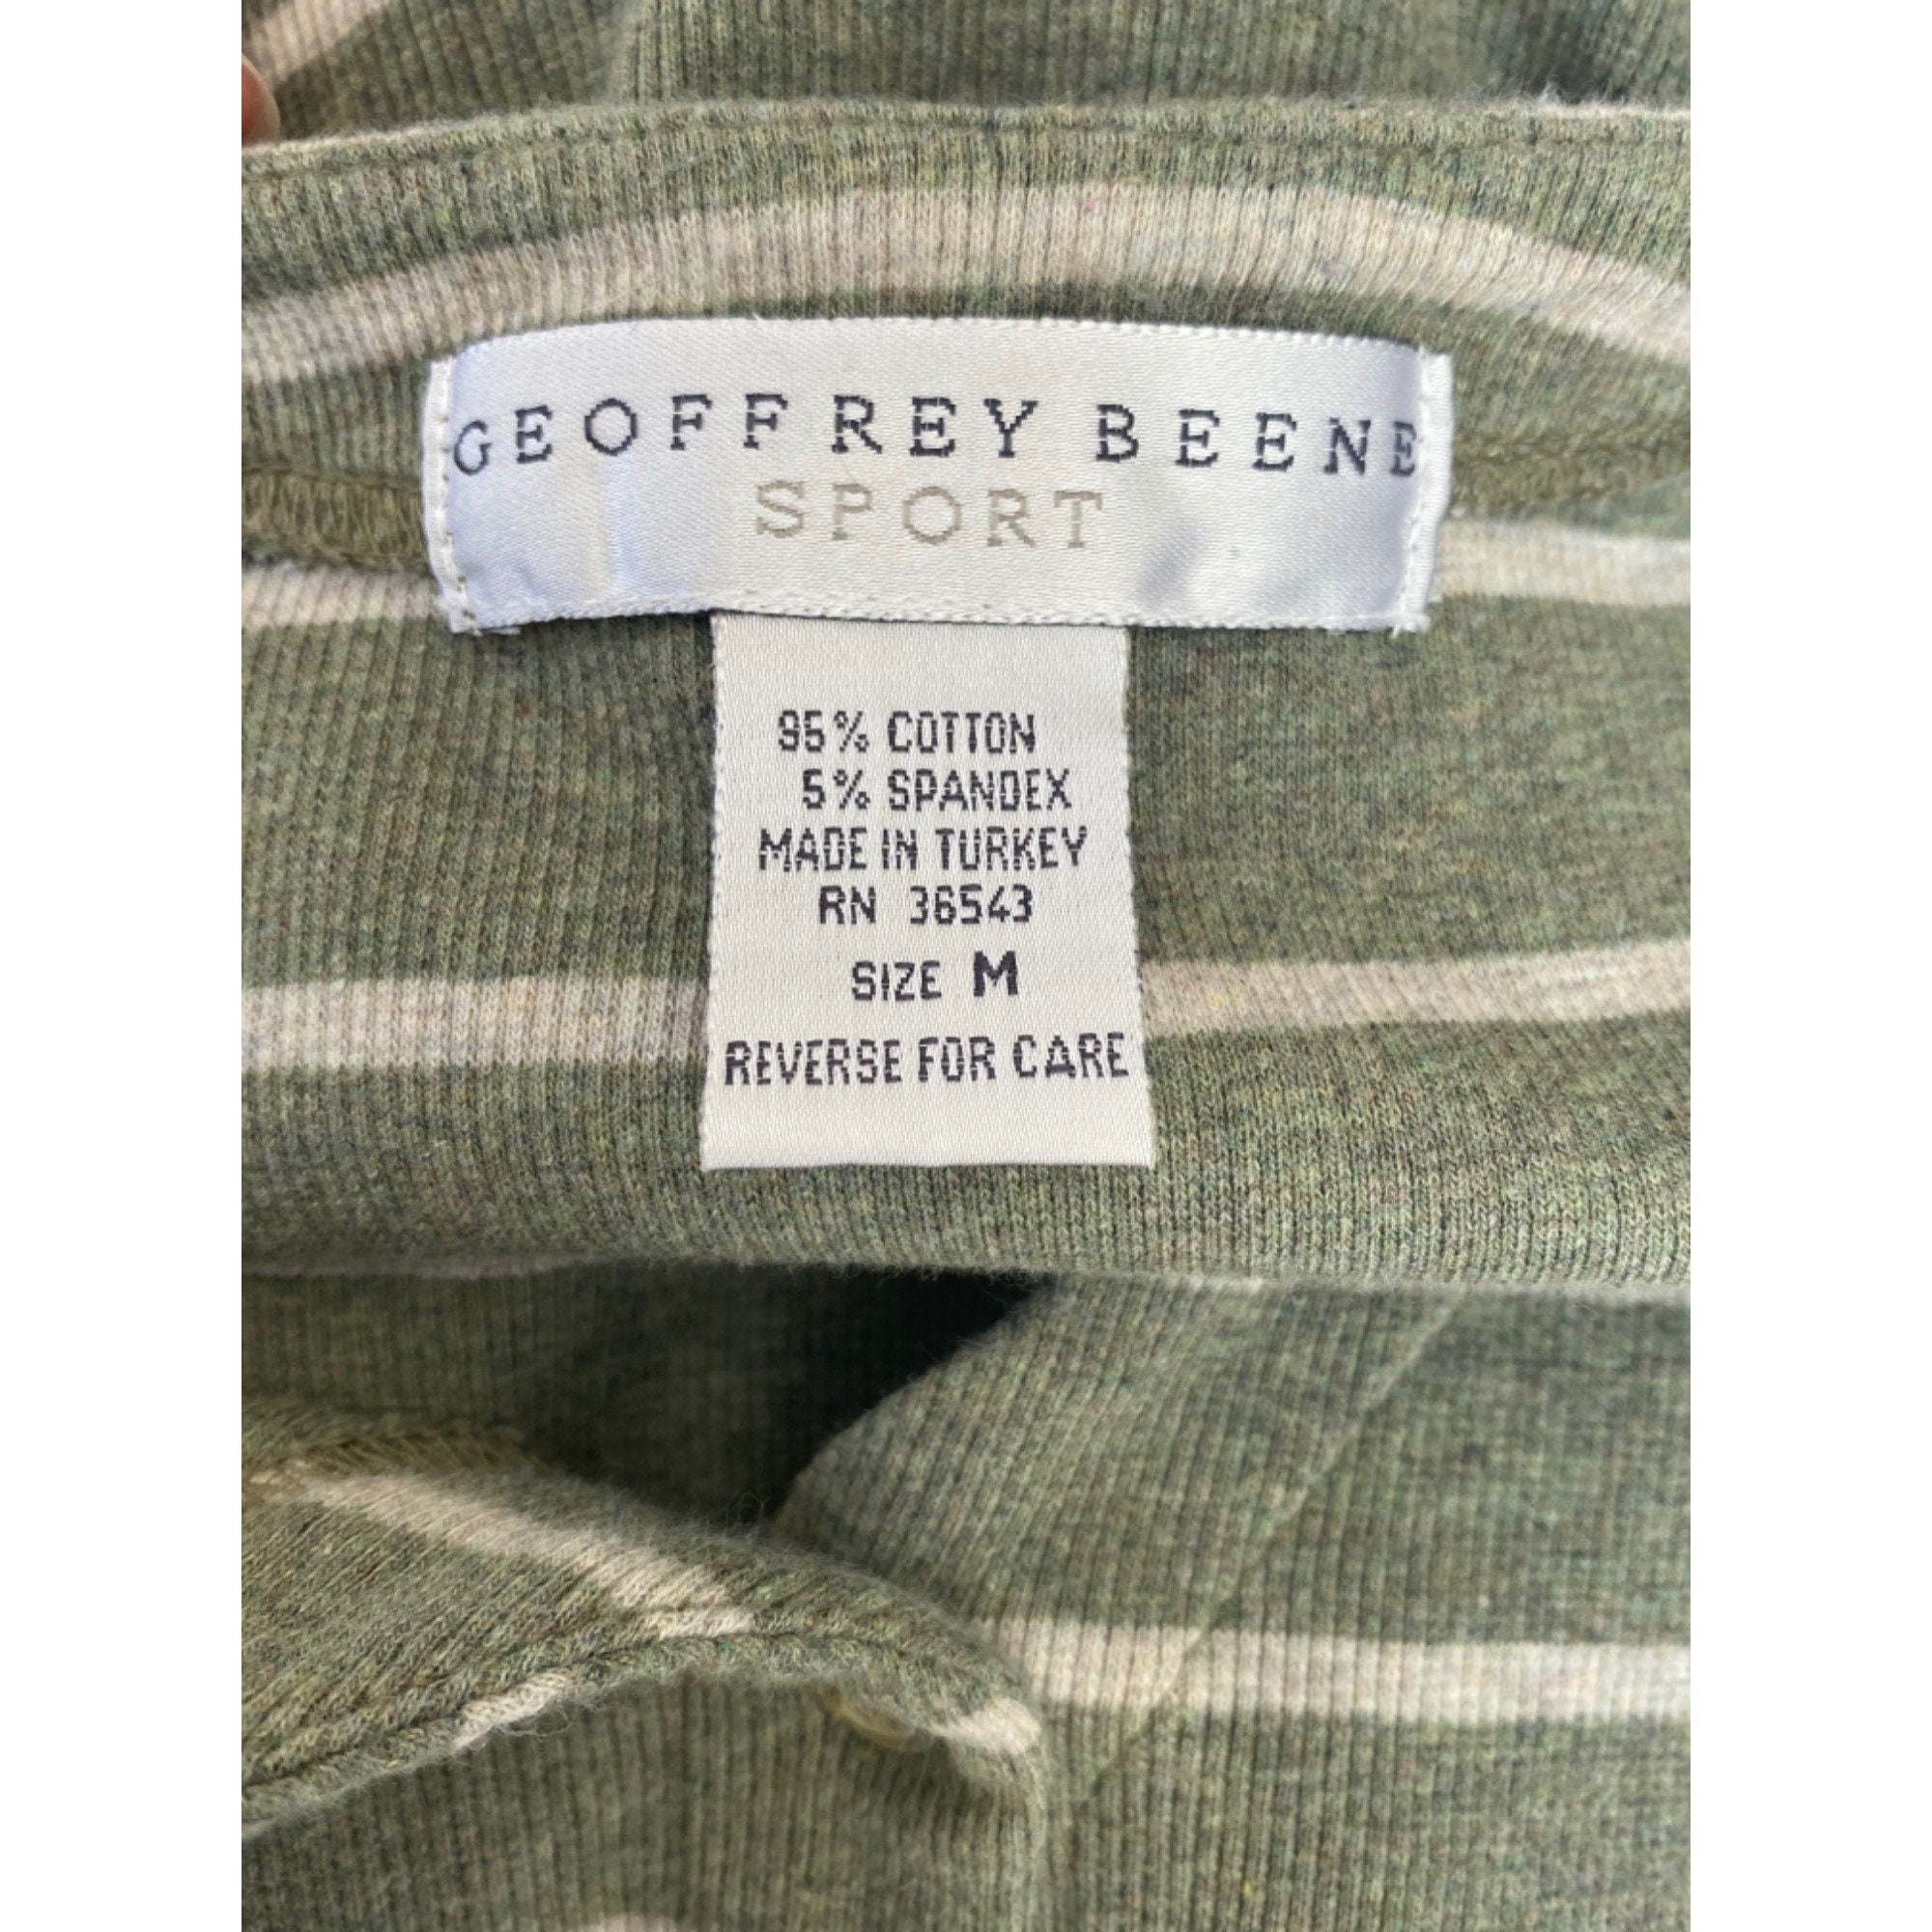 GEOFFREY BEENE
SPORT
95% COTTON
5% SPANDEX
MADE IN TURKEY
RN 36543
SIZE M
REVERSE FOR CARE